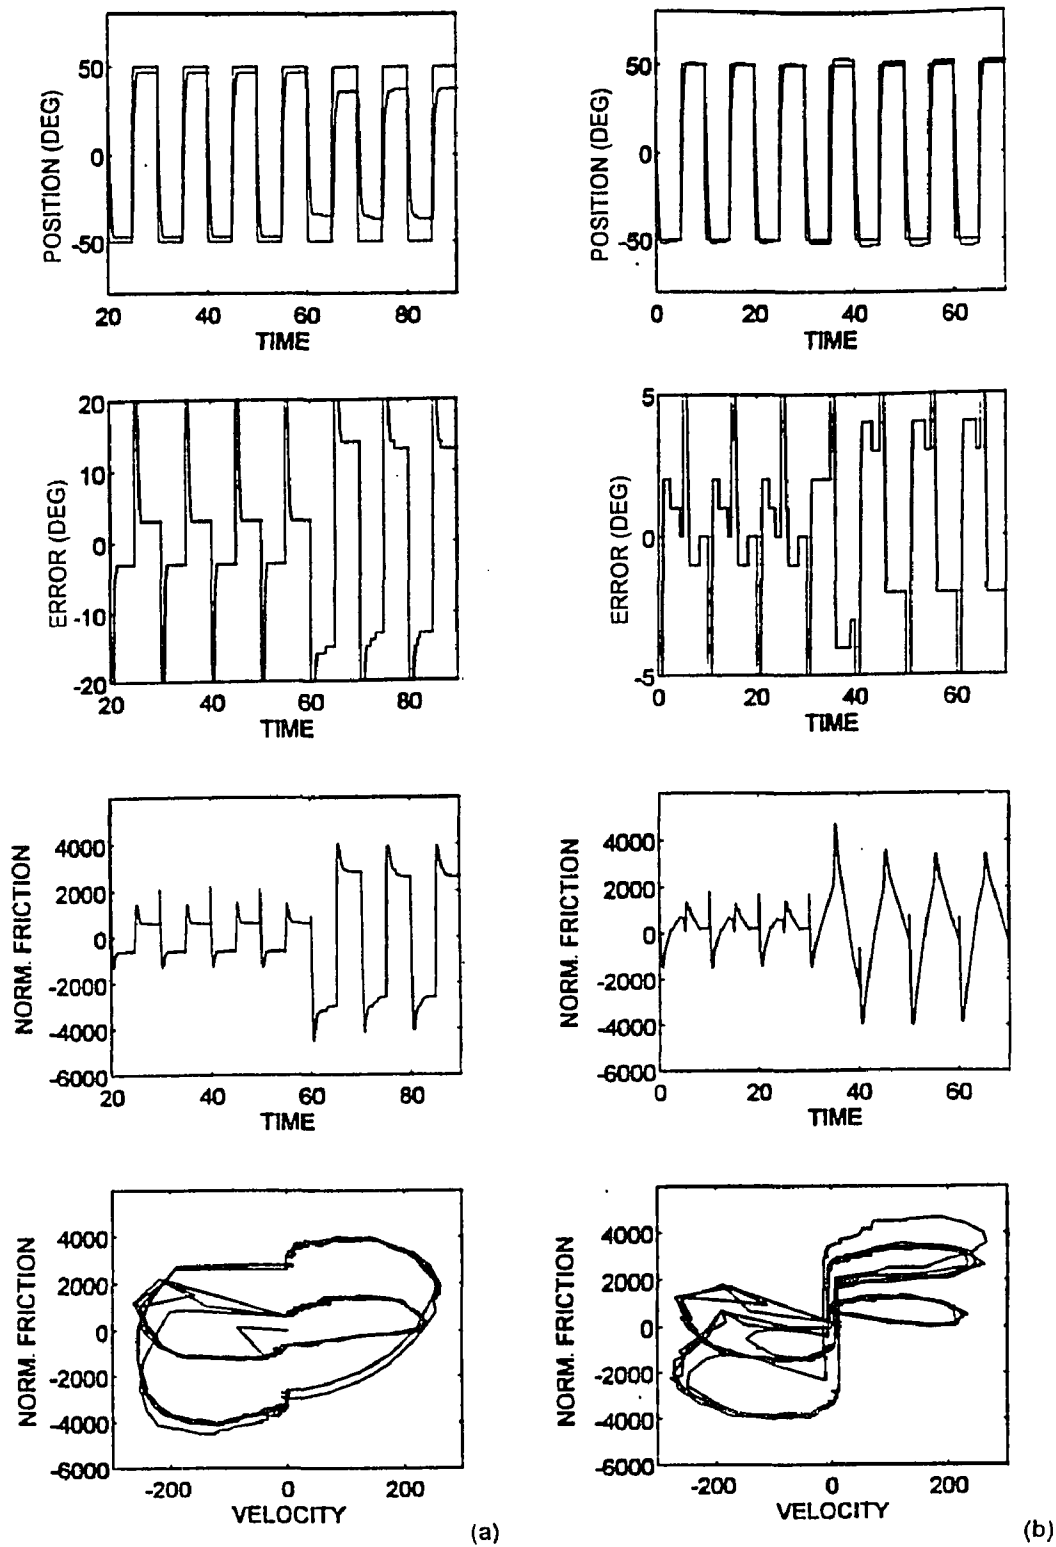 POSITION (DEG)
50
0
-50
20 40 60 80
TIME
POSITION (DEG)
50
0
-50
0 20 40 60
TIME
ERROR (DEG)
20
10
0
-10
-20
20 40 60 80
TIME
ERROR (DEG)
5
0
-5
0 20 40 60
TIME
NORM. FRICTION
4000
2000
0
-2000
-4000
-6000
20 40 60 80
TIME
NORM. FRICTION
4000
2000
0
-2000
-4000
-6000
0 20 40 60
TIME
NORM. FRICTION
4000
2000
0
-2000
-4000
-6000
-200 0 200
VELOCITY
(a)
NORM. FRICTION
4000
2000
0
-2000
-4000
-6000
-200 0 200
VELOCITY
(b)